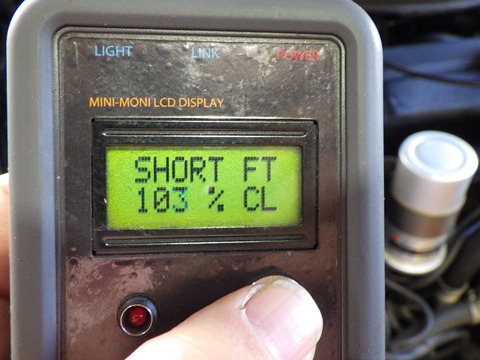 LIGHT LINK POWER
MINI-MONI LCD DISPLAY
SHORT FT
103 % CL